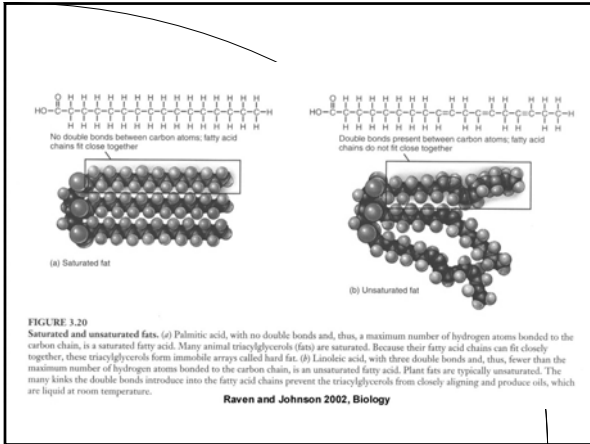 No double bonds between carbon atoms; fatty acid
chains fit close together
(a) Saturated fat
Double bonds present between carbon atoms; fatty acid
chains do not fit close together
(b) Unsaturated fat
FIGURE 3.20
Saturated and unsaturated fats. (a) Palmitic acid, with no double bonds and, thus, a maximum number of hydrogen atoms bonded to the
carbon chain, is a saturated fatty acid. Many animal triacylglycerols (fats) are saturated. Because their fatty acid chains can fit closely
together, these triacylglycerols form immobile arrays called hard fat. (b) Linoleic acid, with three double bonds and, thus, fewer than the
maximum number of hydrogen atoms bonded to the carbon chain, is an unsaturated fatty acid. Plant fats are typically unsaturated. The
many kinks the double bonds introduce into the fatty acid chains prevent the triacylglycerols from closely aligning and produce oils, which
are liquid at room temperature.
Raven and Johnson 2002, Biology